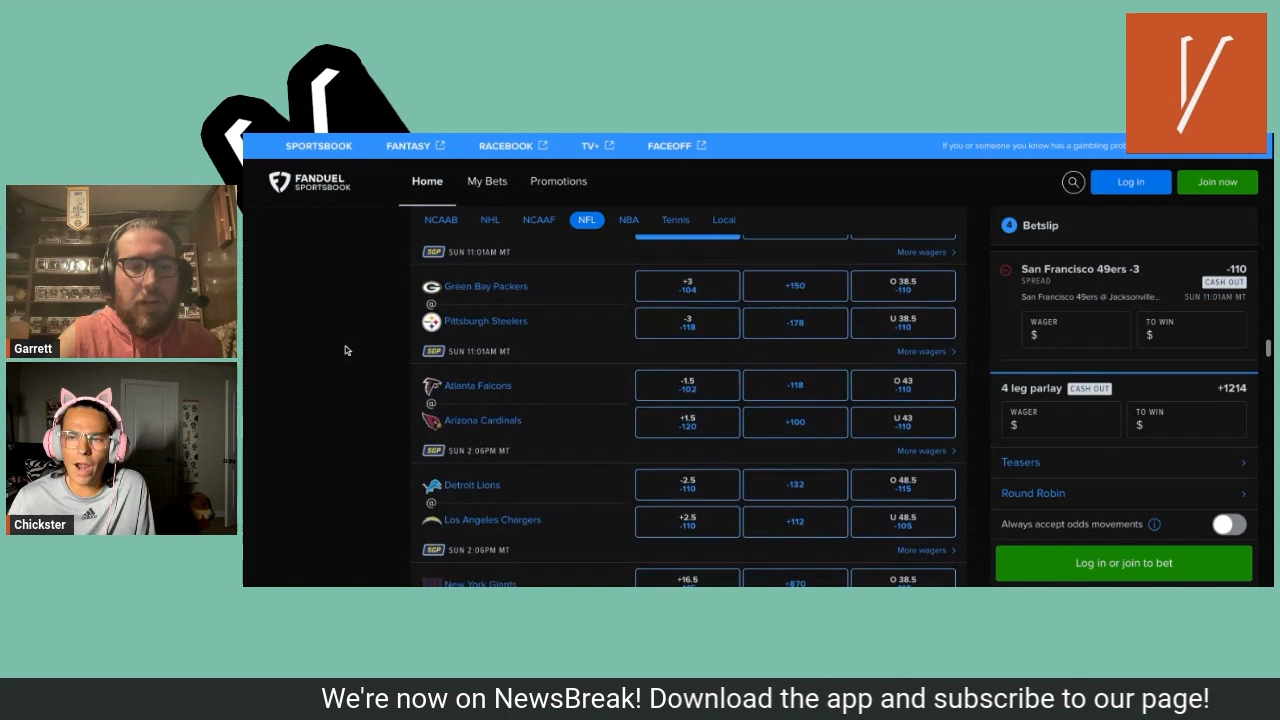 SPORTSBOOK FANTASY RACEBOOK TV+ FACEOFF If you or someone you know has a gambling
FANDUEL
SPORTSBOOK
Home My Bets Promotions
Log in Join now
NCAAB NHL NCAAF NFL NBA Tennis Local
SGP SUN 11:01AM MT More wagers >
Green Bay Packers +3 -104 +150 O 38.5 -110
@
Pittsburgh Steelers -3 -118 -178 U 38.5 -110
SGP SUN 11:01AM MT More wagers >
Atlanta Falcons -1.5 -102 -118 O 43 -110
@
Arizona Cardinals +1.5 -120 +100 U 43 -110
SGP SUN 2:06PM MT More wagers >
Detroit Lions -2.5 -110 -132 O 48.5 -115
@
Los Angeles Chargers +2.5 -110 +112 U 48.5 -105
SGP SUN 2:06PM MT More wagers >
New York Giants +16.5 +870 O 38.5
4 Betslip
San Francisco 49ers -3 -110
SPREAD CASH OUT
San Francisco 49ers @ Jacksonville... SUN 11:01AM MT
WAGER TO WIN
$ $
4 leg parlay CASH OUT +1214
WAGER TO WIN
$ $
Teasers >
Round Robin >
Always accept odds movements
Log in or join to bet
Garrett
Chickster
We're now on NewsBreak! Download the app and subscribe to our page!